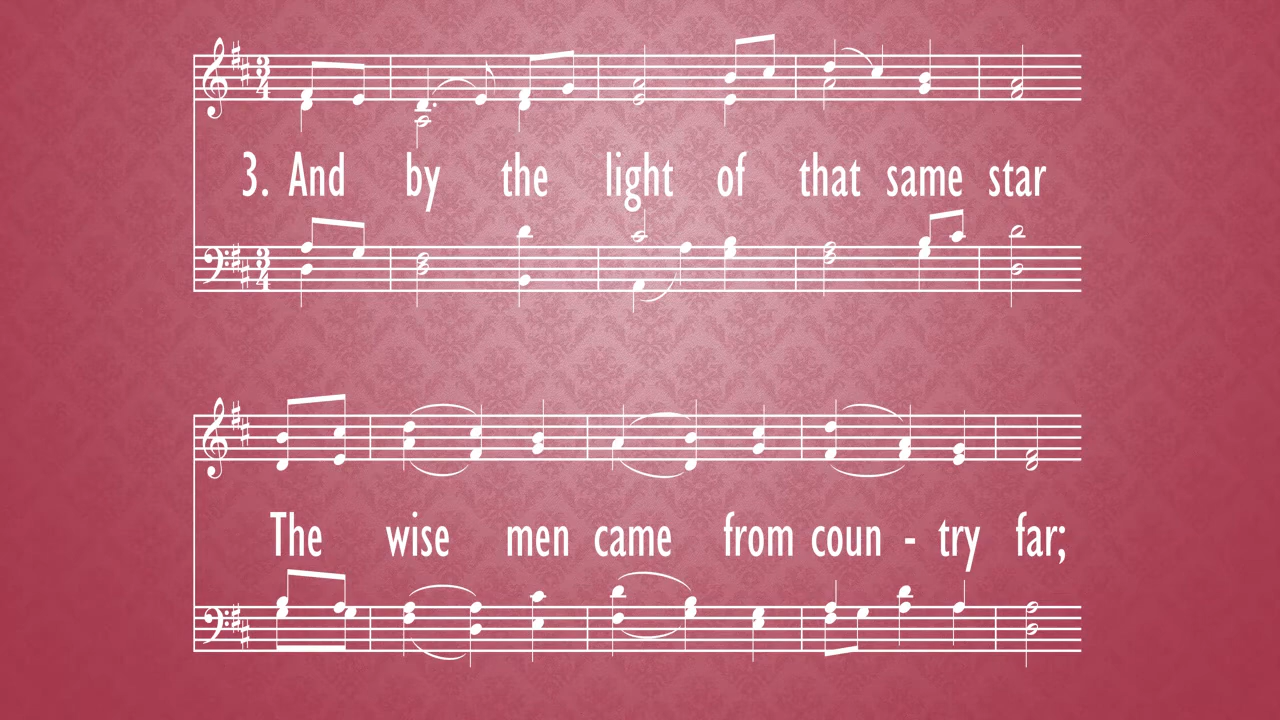 3. And by the light of that same star
The wise men came from coun - try far;